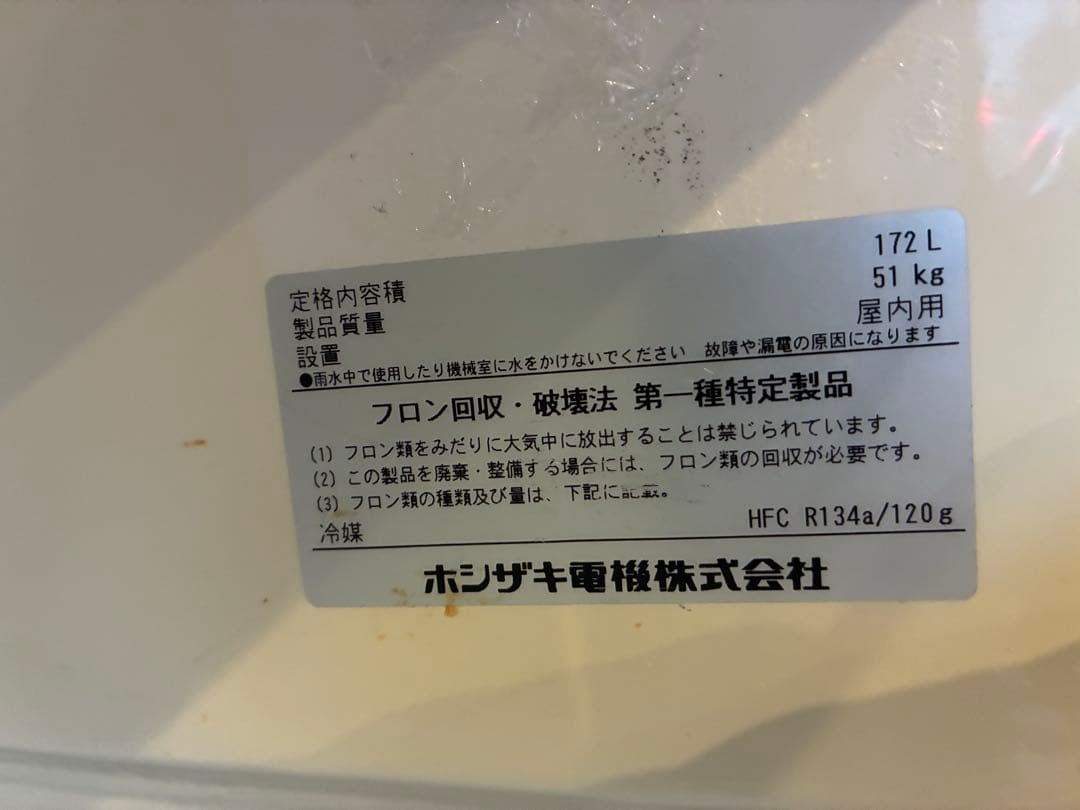 定格内容積 172 L
製品質量 51 kg
設置 屋内用
●雨水中で使用したり機械室に水をかけないでください 故障や漏電の原因になります
フロン回収・破壊法 第一種特定製品
(1) フロン類をみだりに大気中に放出することは禁じられています。
(2) この製品を廃棄・整備する場合には、フロン類の回収が必要です。
(3) フロン類の種類及び量は、下記に記載。
冷媒 HFC R134a/120g
ホシザキ電機株式会社